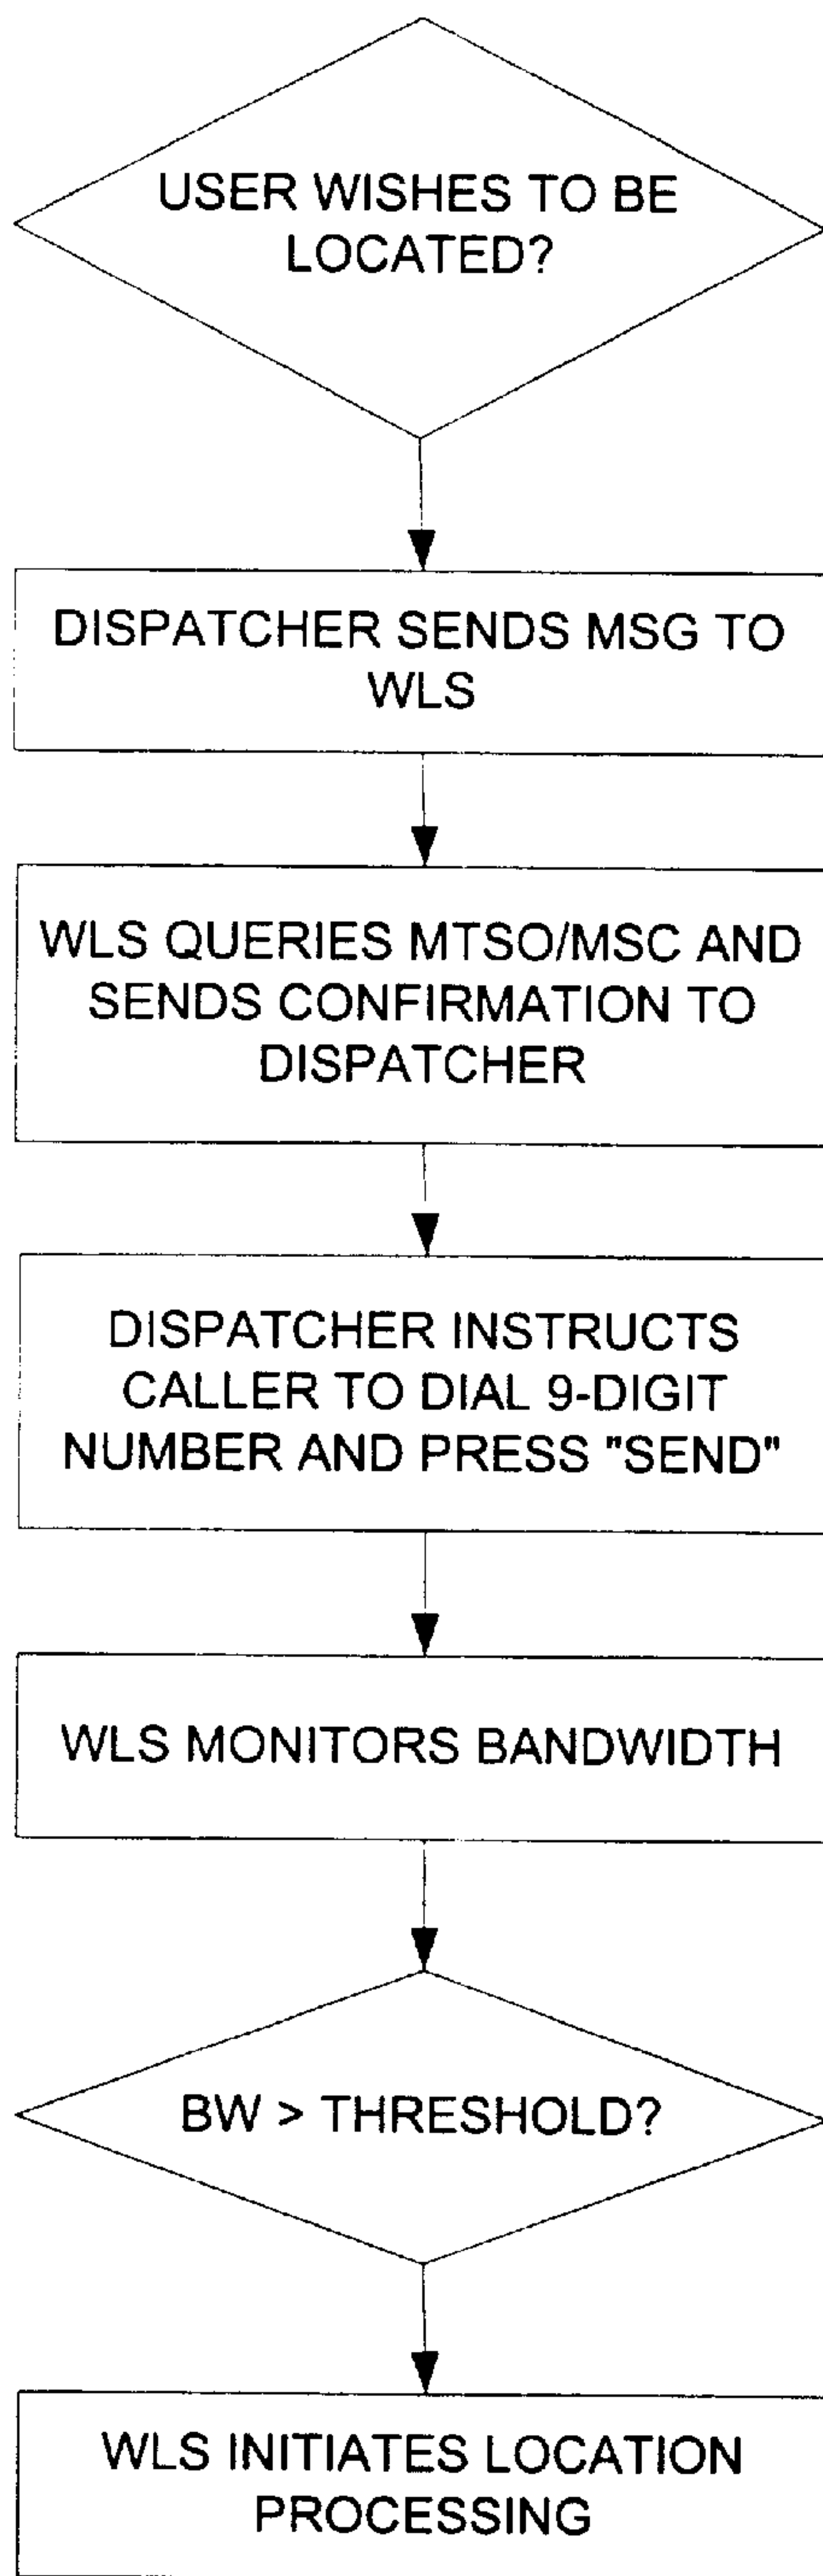 USER WISHES TO BE
LOCATED?
DISPATCHER SENDS MSG TO
WLS
WLS QUERIES MTSO/MSC AND
SENDS CONFIRMATION TO
DISPATCHER
DISPATCHER INSTRUCTS
CALLER TO DIAL 9-DIGIT
NUMBER AND PRESS "SEND"
WLS MONITORS BANDWIDTH
BW > THRESHOLD?
WLS INITIATES LOCATION
PROCESSING